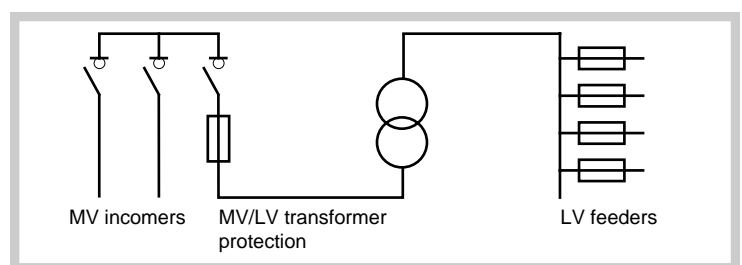 MV incomers
MV/LV transformer
protection
LV feeders